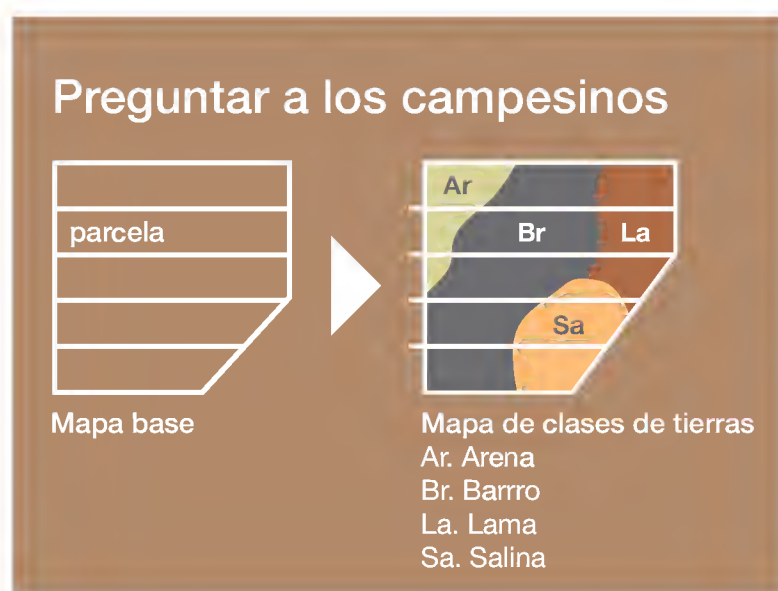 Preguntar a los campesinos
parcela
Mapa base
Ar
Br
La
Sa
Mapa de clases de tierras
Ar. Arena
Br. Barrro
La. Lama
Sa. Salina